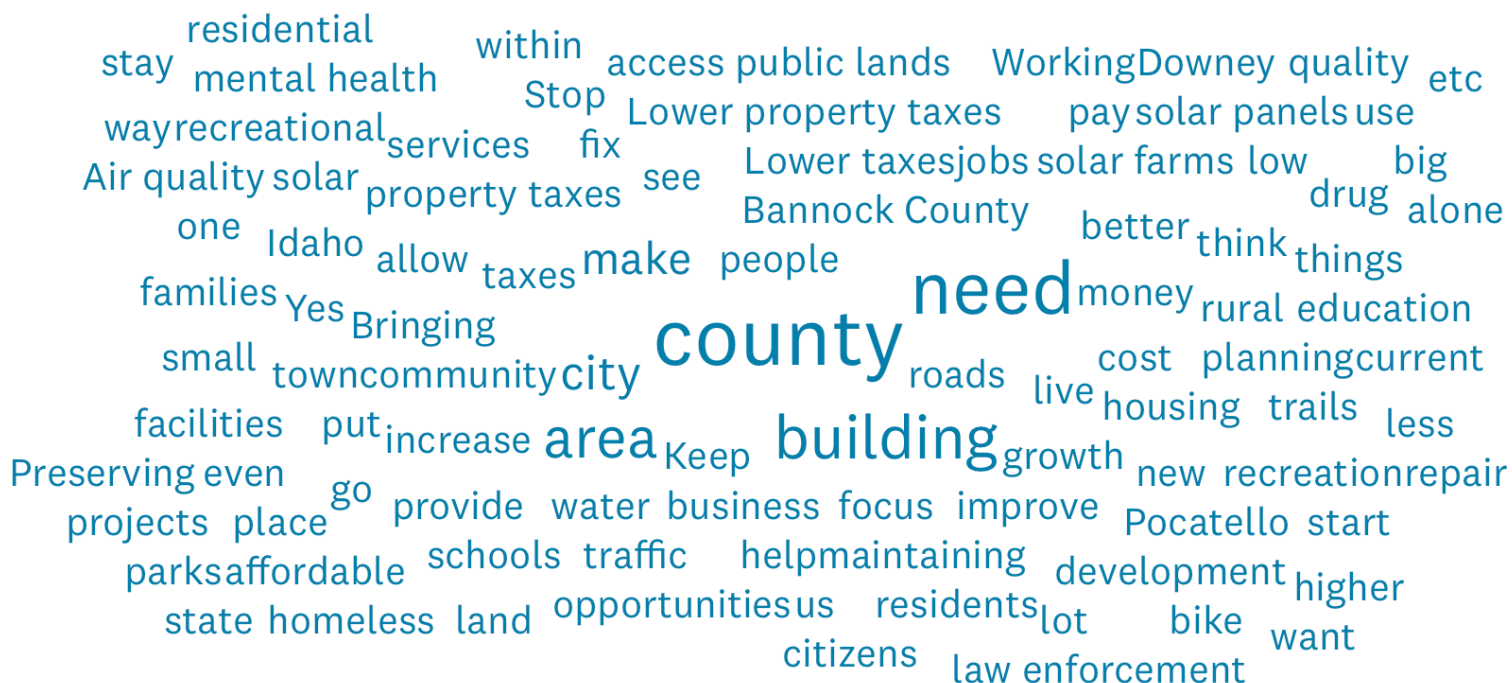 residential within
stay mental health Stop access public lands WorkingDowney quality etc
wayrecreational services fix Lower property taxes pay solar panels use
Air quality solar property taxes see Lower taxesjobs solar farms low big
one Idaho allow taxes make people Bannock County better think drug alone
families Yes Bringing county need money things
small towncommunity city roads live cost rural education
facilities put increase area Keep building growth housing planningcurrent
Preserving even go provide water business focus improve new trails less
projects place schools traffic helpmaintaining Pocatello recreationrepair
parksaffordable opportunities us residents development start
state homeless land citizens lot bike higher
law enforcement want